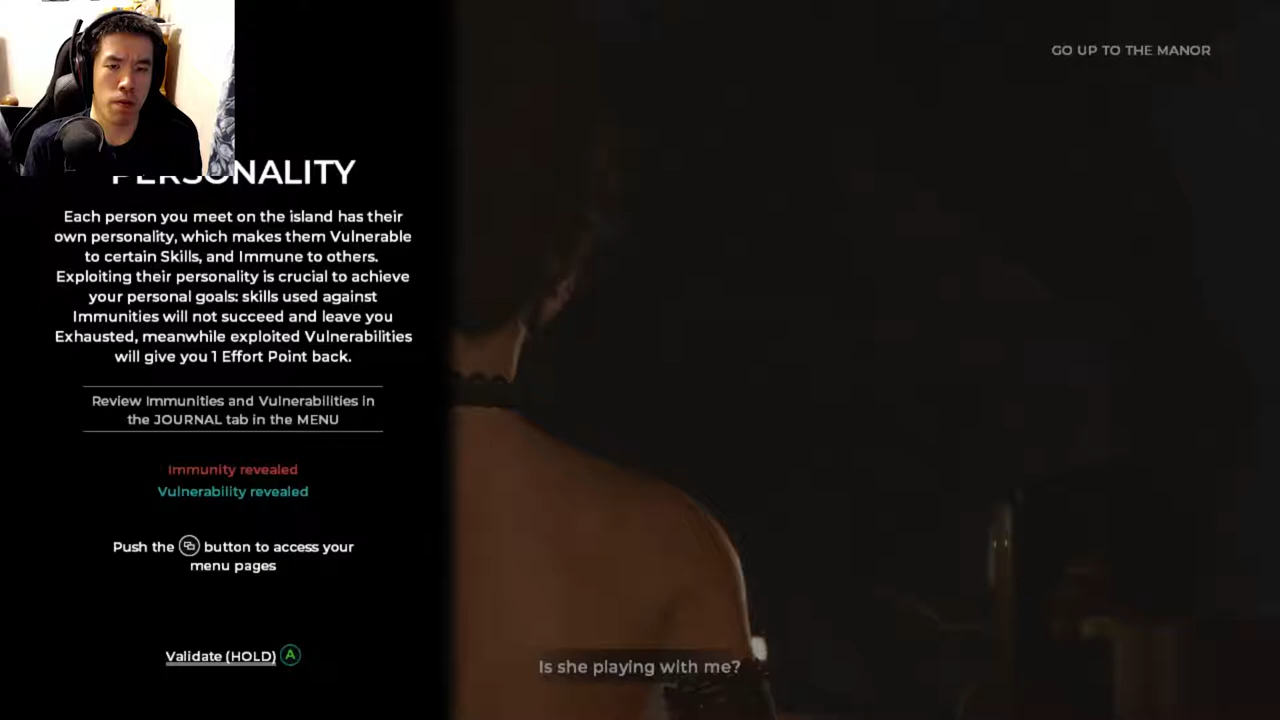 GO UP TO THE MANOR
PERSONALITY
Each person you meet on the island has their
own personality, which makes them Vulnerable
to certain Skills, and Immune to others.
Exploiting their personality is crucial to achieve
your personal goals: skills used against
Immunities will not succeed and leave you
Exhausted, meanwhile exploited Vulnerabilities
will give you 1 Effort Point back.
Review Immunities and Vulnerabilities in
the JOURNAL tab in the MENU
Immunity revealed
Vulnerability revealed
Push the button to access your
menu pages
Validate (HOLD) A
Is she playing with me?